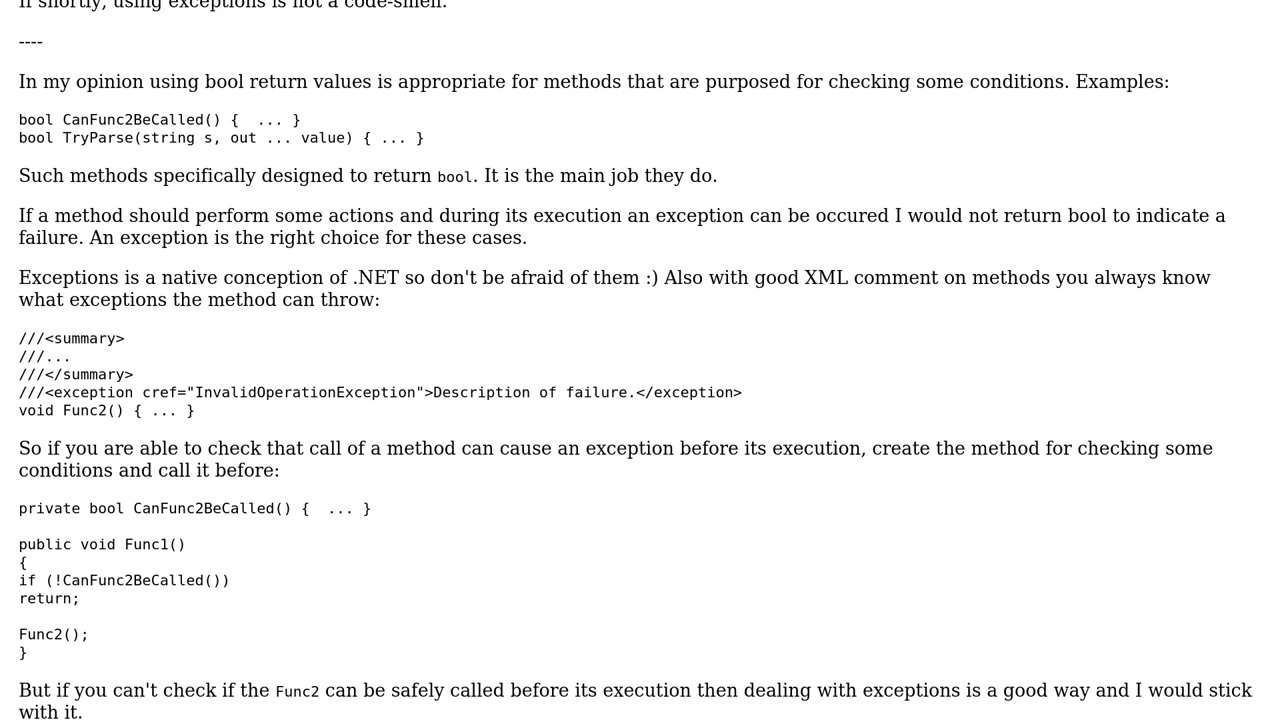 If shortly, using exceptions is not a code-smell.
----
In my opinion using bool return values is appropriate for methods that are purposed for checking some conditions. Examples:
bool CanFunc2BeCalled() {  ... }
bool TryParse(string s, out ... value) { ... }
Such methods specifically designed to return bool. It is the main job they do.
If a method should perform some actions and during its execution an exception can be occured I would not return bool to indicate a
failure. An exception is the right choice for these cases.
Exceptions is a native conception of .NET so don't be afraid of them :) Also with good XML comment on methods you always know
what exceptions the method can throw:
///<summary>
///...
///</summary>
///<exception cref="InvalidOperationException">Description of failure.</exception>
void Func2() { ... }
So if you are able to check that call of a method can cause an exception before its execution, create the method for checking some
conditions and call it before:
private bool CanFunc2BeCalled() {  ... }
public void Func1()
{
if (!CanFunc2BeCalled())
return;
Func2();
}
But if you can't check if the Func2 can be safely called before its execution then dealing with exceptions is a good way and I would stick
with it.